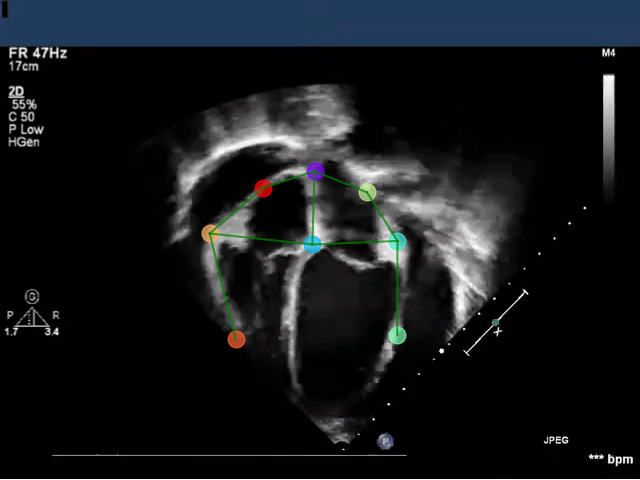 FR 47Hz
17cm
M4
2D
55%
C 50
P Low
HGen
G
P R
1.7 3.4
P
JPEG
*** bpm